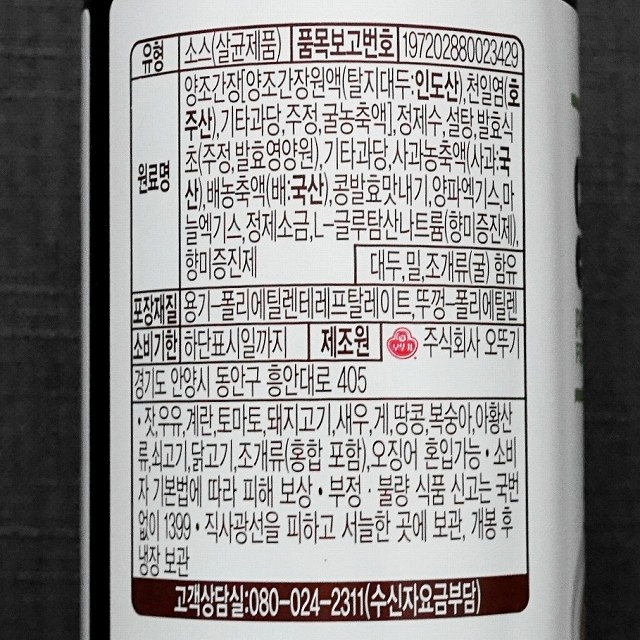 유형 소스(살균제품) 품목보고번호 197202880023429
원료명 양조간장[양조간장원액(탈지대두:인도산),천일염(호
주산),기타과당,주정,굴농축액],정제수,설탕,발효식
초(주정,발효영양원),기타과당,사과농축액(사과:국
산),배농축액(배:국산),콩발효맛내기,양파엑기스,마
늘엑기스,정제소금,L-글루탐산나트륨(향미증진제),
향미증진제 대두,밀,조개류(굴) 함유
포장재질 용기-폴리에틸렌테레프탈레이트,뚜껑-폴리에틸렌
소비기한 하단표시일까지 제조원 주식회사 오뚜기
경기도 안양시 동안구 흥안대로 405
•잣,우유,계란,토마토,돼지고기,새우,게,땅콩,복숭아,아황산
류,쇠고기,닭고기,조개류(홍합 포함),오징어 혼입가능 • 소비
자 기본법에 따라 피해 보상 • 부정·불량 식품 신고는 국번
없이 1399 • 직사광선을 피하고 서늘한 곳에 보관, 개봉 후
냉장 보관
고객상담실:080-024-2311(수신자요금부담)